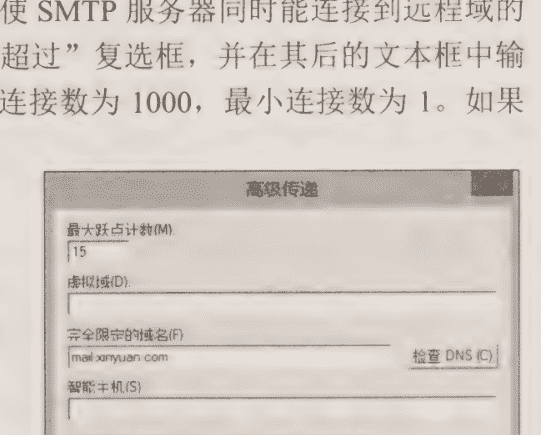 使 SMTP 服务器同时能连接到远程域的
超过”复选框，并在其后的文本框中输
连接数为 1000，最小连接数为 1。如果
高级传递
最大跃点计数(M)
15
虚拟域(D)
完全限定的域名(F)
mail.xinyuan.com
检查 DNS (C)
智能主机(S)